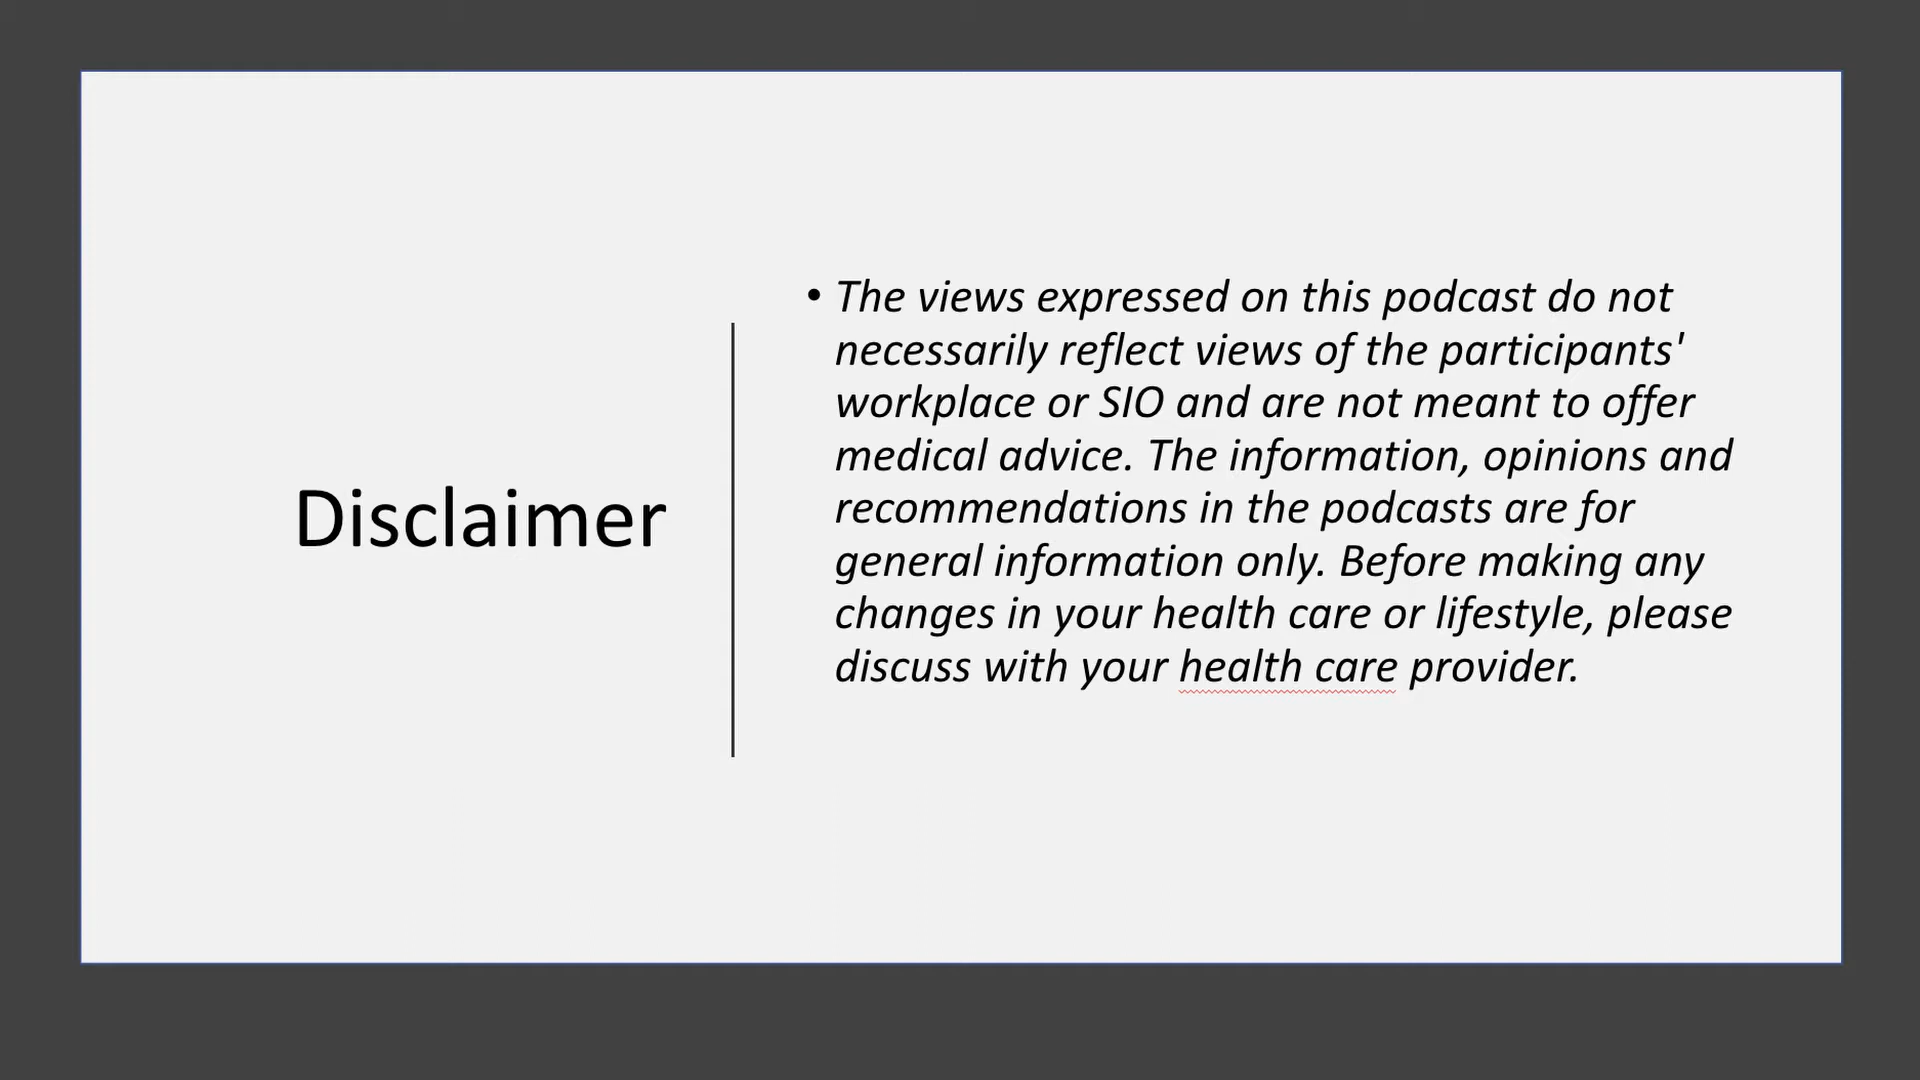 Disclaimer
• The views expressed on this podcast do not
necessarily reflect views of the participants'
workplace or SIO and are not meant to offer
medical advice. The information, opinions and
recommendations in the podcasts are for
general information only. Before making any
changes in your health care or lifestyle, please
discuss with your health care provider.